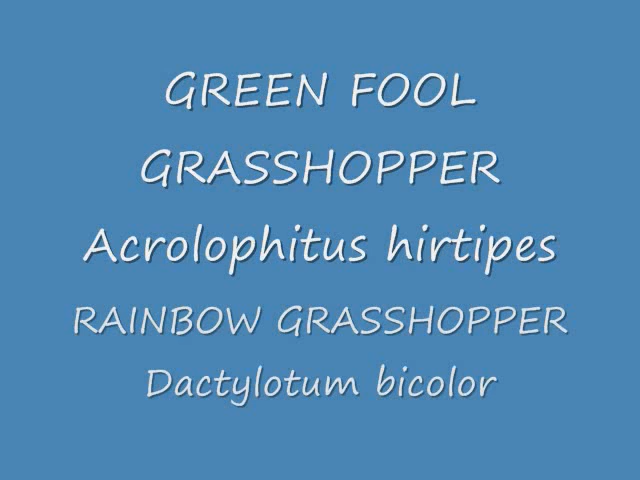 GREEN FOOL
GRASSHOPPER
Acrolophitus hirtipes
RAINBOW GRASSHOPPER
Dactylotum bicolor